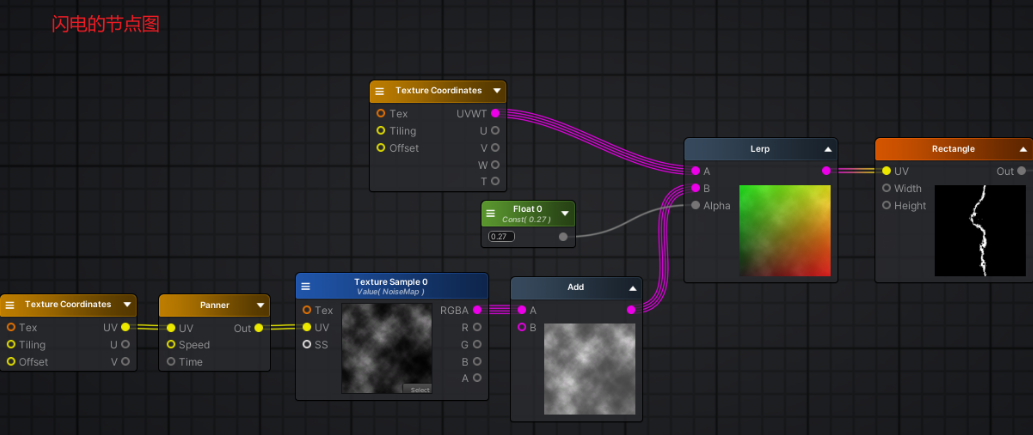 闪电的节点图
Texture Coordinates
Tex UVWT
Tiling U
Offset V
W
T
Lerp
A
B
Alpha
Rectangle
UV Out
Width
Height
Float 0
Const( 0.27 )
0.27
Texture Coordinates
Tex UV
Tiling U
Offset V
Panner
UV Out
Speed
Time
Texture Sample 0
Value( NoiseMap )
Tex RGBA
UV R
SS G
B
A
Select
Add
A
B